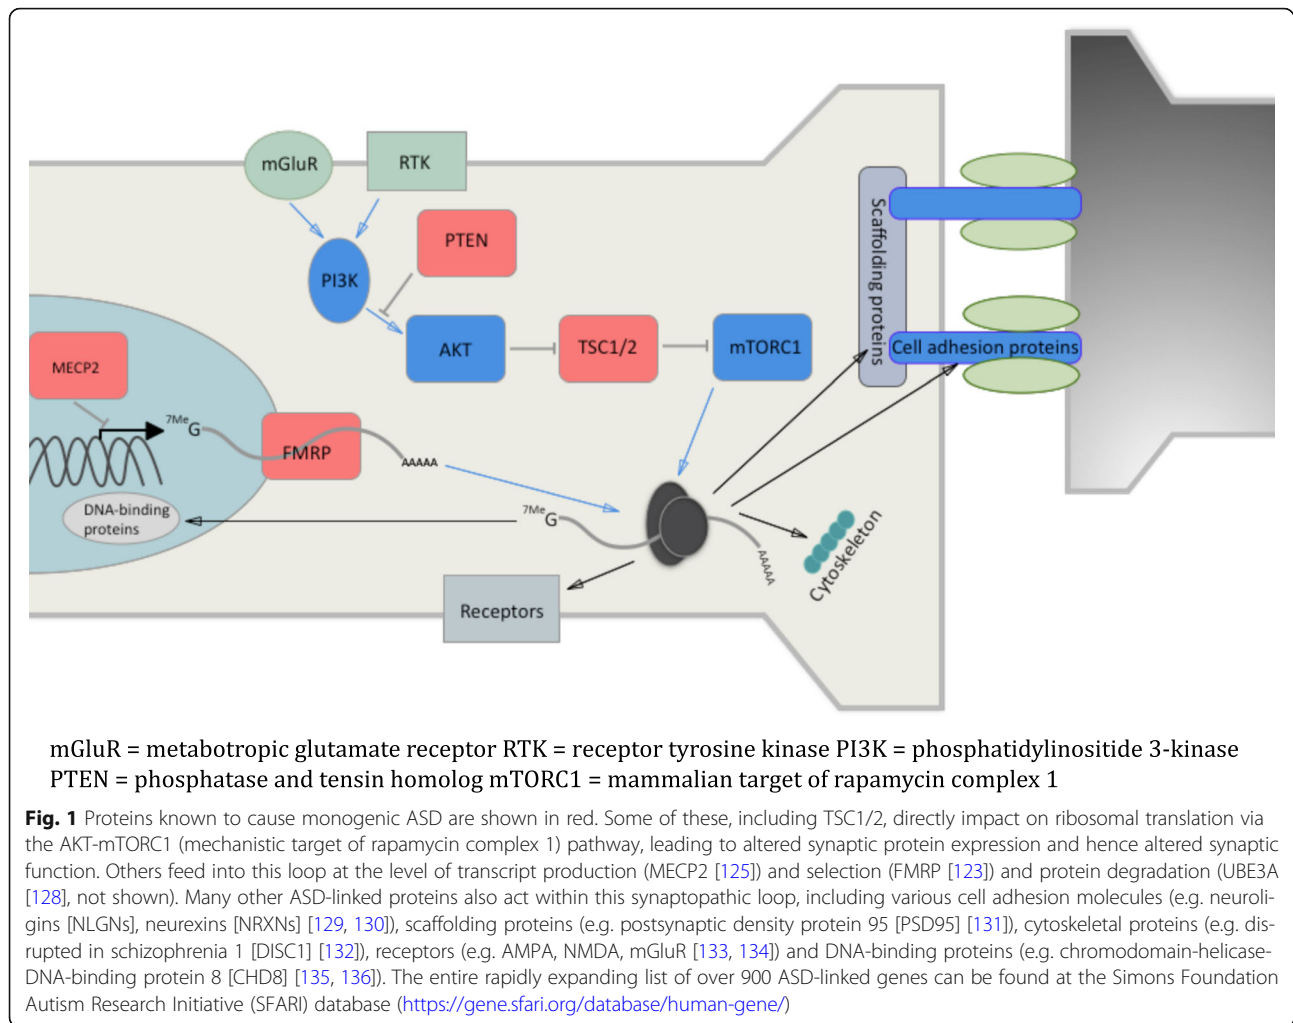 mGluR
RTK
PTEN
PI3K
AKT
TSC1/2
mTORC1
Scaffolding proteins
Cell adhesion proteins
MECP2
7MeG
FMRP
AAAAA
DNA-binding
proteins
7MeG
AAAAA
Cytoskeleton
Receptors
mGluR = metabotropic glutamate receptor RTK = receptor tyrosine kinase PI3K = phosphatidylinositide 3-kinase
PTEN = phosphatase and tensin homolog mTORC1 = mammalian target of rapamycin complex 1
Fig. 1 Proteins known to cause monogenic ASD are shown in red. Some of these, including TSC1/2, directly impact on ribosomal translation via
the AKT-mTORC1 (mechanistic target of rapamycin complex 1) pathway, leading to altered synaptic protein expression and hence altered synaptic
function. Others feed into this loop at the level of transcript production (MECP2 [125]) and selection (FMRP [123]) and protein degradation (UBE3A
[128], not shown). Many other ASD-linked proteins also act within this synaptopathic loop, including various cell adhesion molecules (e.g. neuroli-
gins [NLGNs], neurexins [NRXNs] [129, 130]), scaffolding proteins (e.g. postsynaptic density protein 95 [PSD95] [131]), cytoskeletal proteins (e.g. dis-
rupted in schizophrenia 1 [DISC1] [132]), receptors (e.g. AMPA, NMDA, mGluR [133, 134]) and DNA-binding proteins (e.g. chromodomain-helicase-
DNA-binding protein 8 [CHD8] [135, 136]). The entire rapidly expanding list of over 900 ASD-linked genes can be found at the Simons Foundation
Autism Research Initiative (SFARI) database (https://gene.sfari.org/database/human-gene/)